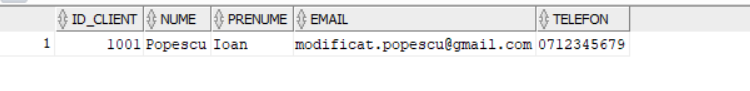 ID_CLIENT NUME PRENUME EMAIL TELEFON
1 1001 Popescu Ioan modificat.popescu@gmail.com 0712345679